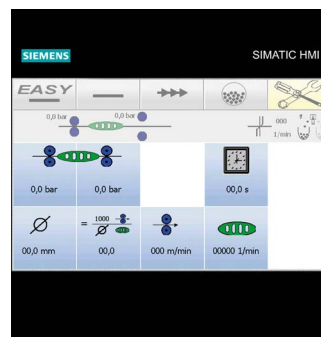 SIEMENS
SIMATIC HMI
EASY
0,0 bar 0,0 bar
000
1/min
?
0,0 bar 0,0 bar 00,0 s
= 1000
00,0 mm 00,0 000 m/min 00000 1/min